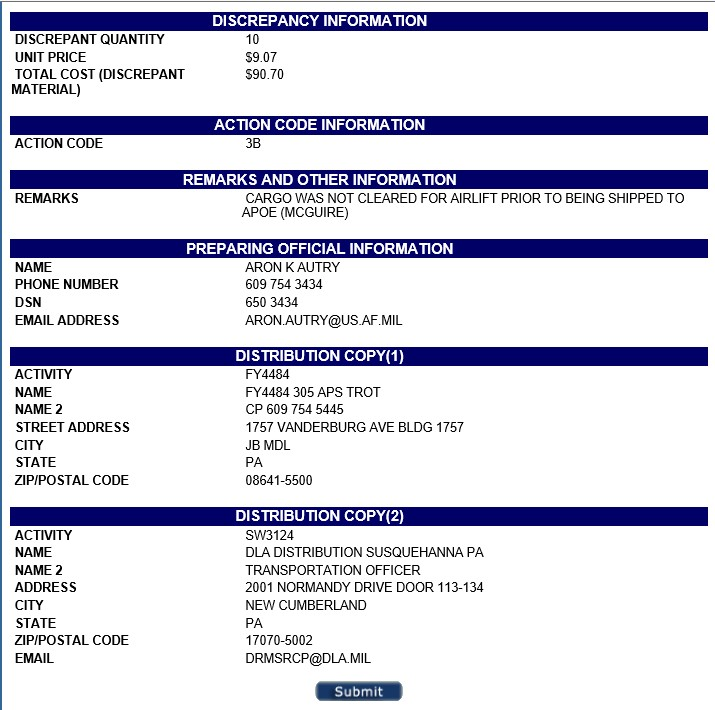 DISCREPANCY INFORMATION
DISCREPANT QUANTITY 10
UNIT PRICE $9.07
TOTAL COST (DISCREPANT $90.70
MATERIAL)
ACTION CODE INFORMATION
ACTION CODE 3B
REMARKS AND OTHER INFORMATION
REMARKS CARGO WAS NOT CLEARED FOR AIRLIFT PRIOR TO BEING SHIPPED TO
APOE (MCGUIRE)
PREPARING OFFICIAL INFORMATION
NAME ARON K AUTRY
PHONE NUMBER 609 754 3434
DSN 650 3434
EMAIL ADDRESS ARON.AUTRY@US.AF.MIL
DISTRIBUTION COPY(1)
ACTIVITY FY4484
NAME FY4484 305 APS TROT
NAME 2 CP 609 754 5445
STREET ADDRESS 1757 VANDERBURG AVE BLDG 1757
CITY JB MDL
STATE PA
ZIP/POSTAL CODE 08641-5500
DISTRIBUTION COPY(2)
ACTIVITY SW3124
NAME DLA DISTRIBUTION SUSQUEHANNA PA
NAME 2 TRANSPORTATION OFFICER
ADDRESS 2001 NORMANDY DRIVE DOOR 113-134
CITY NEW CUMBERLAND
STATE PA
ZIP/POSTAL CODE 17070-5002
EMAIL DRMSRCP@DLA.MIL
Submit